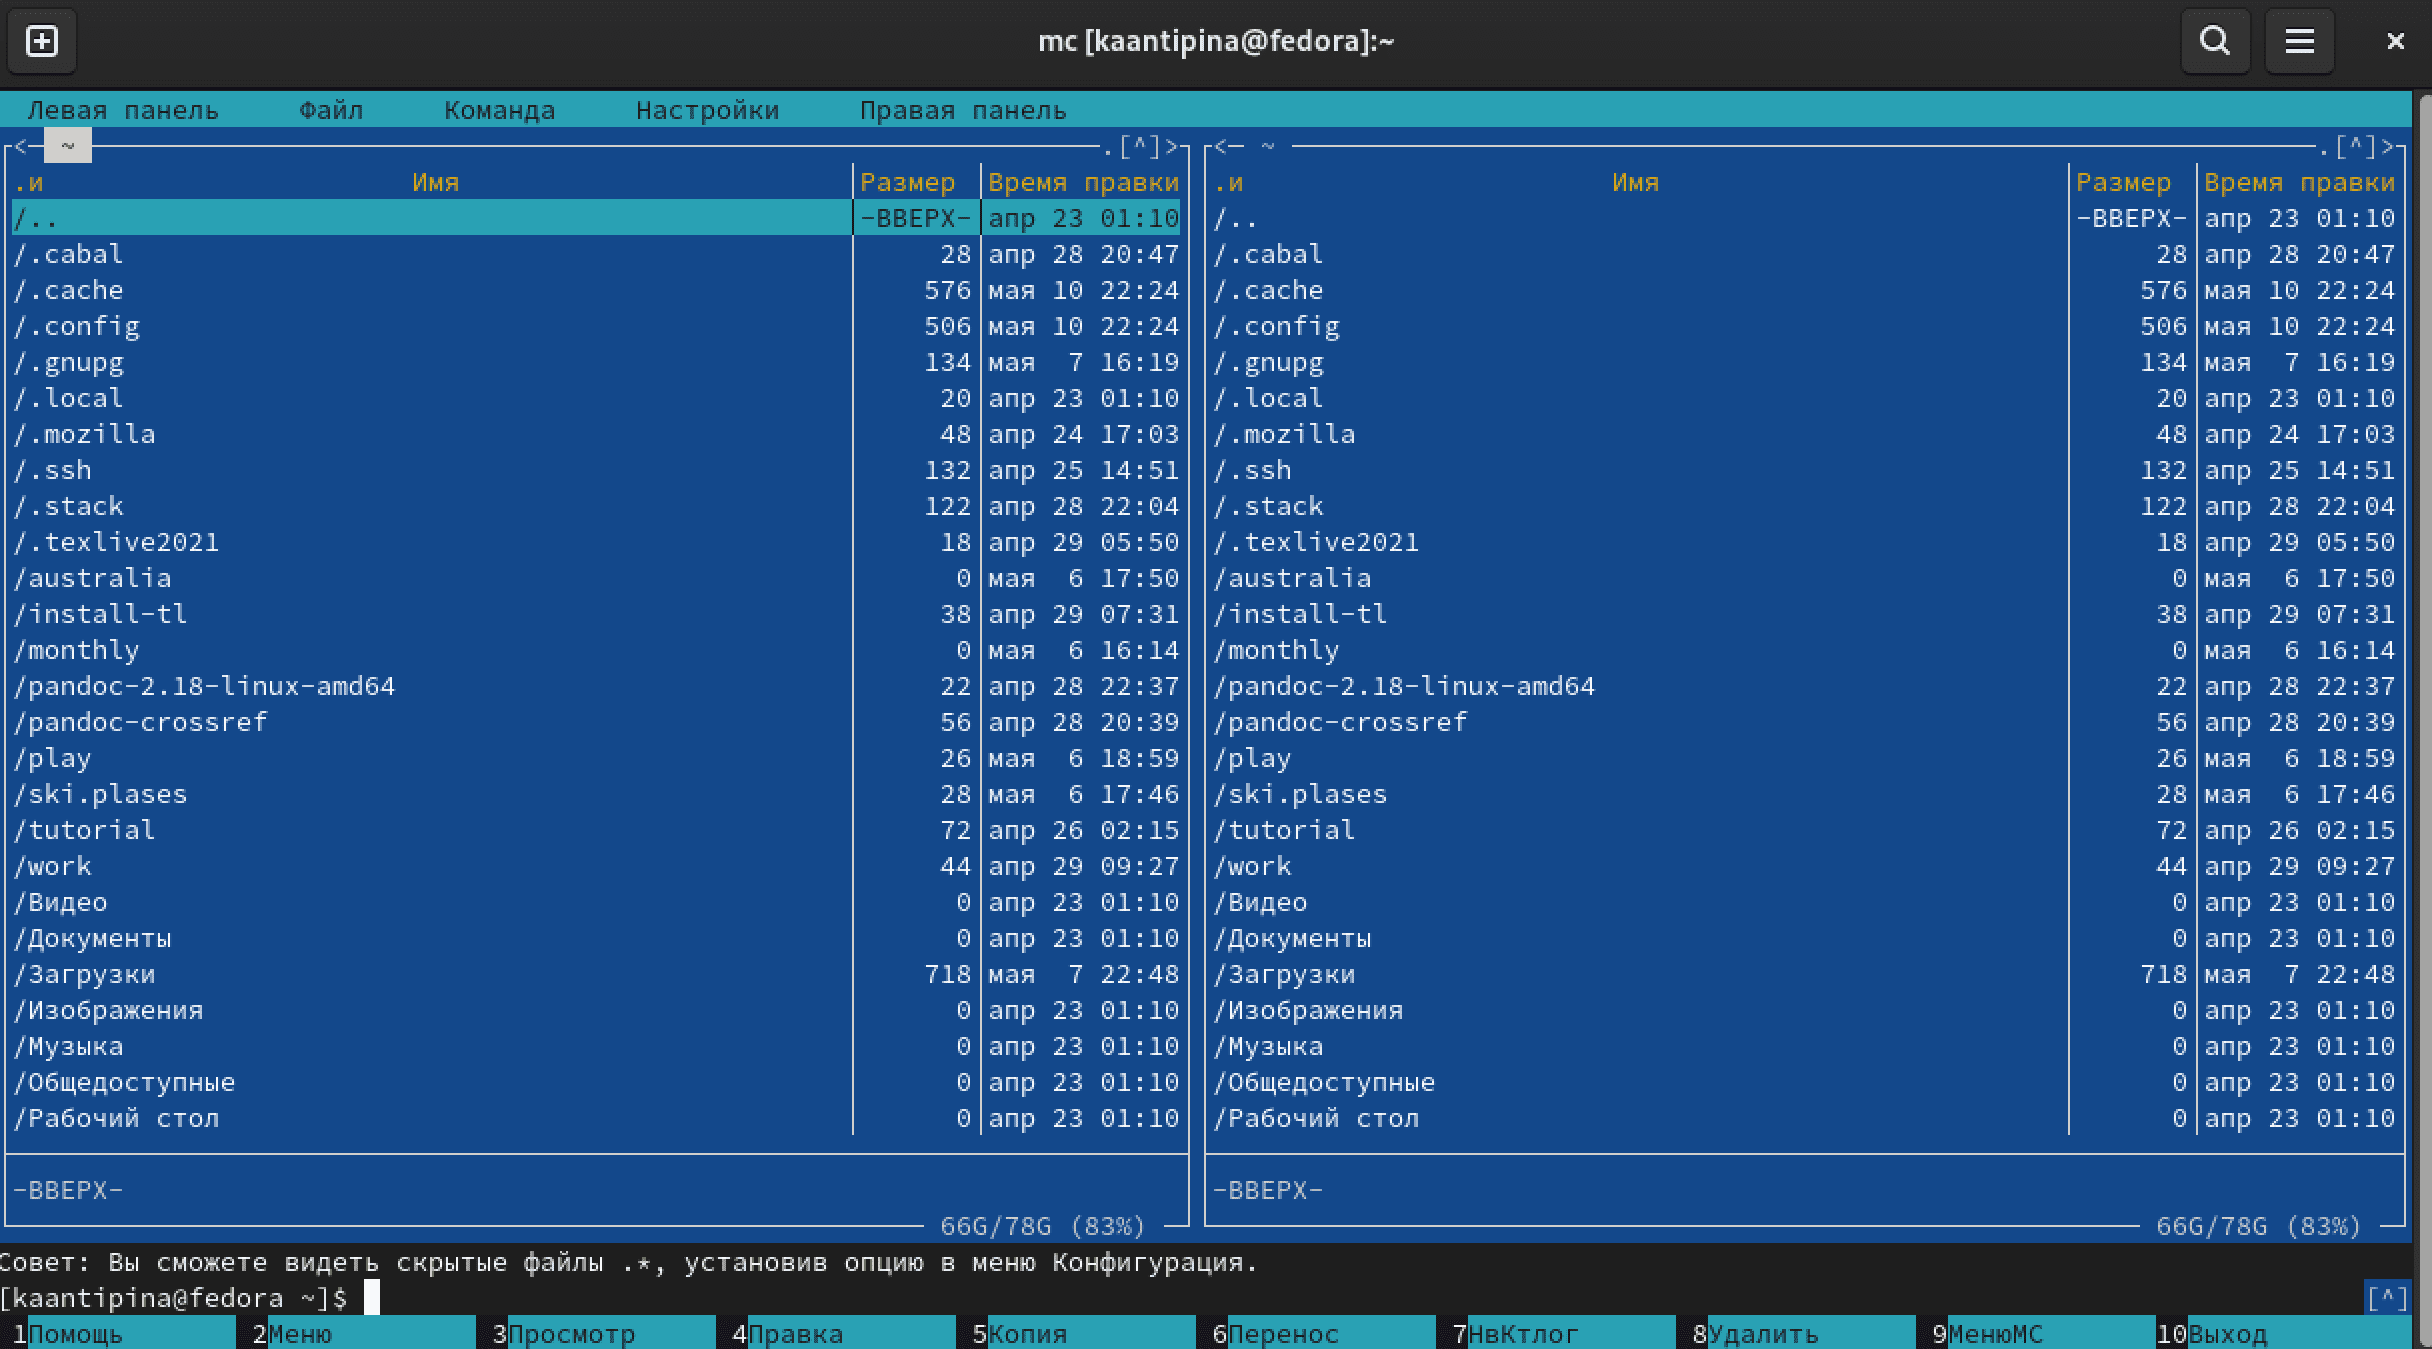 mc [kaantipina@fedora]:~
Левая панель Файл Команда Настройки Правая панель
<- ~ .[^]> <- ~ .[^]>
.и Имя Размер Время правки .и Имя Размер Время правки
/.. -ВВЕРХ- апр 23 01:10 /.. -ВВЕРХ- апр 23 01:10
/.cabal 28 апр 28 20:47 /.cabal 28 апр 28 20:47
/.cache 576 мая 10 22:24 /.cache 576 мая 10 22:24
/.config 506 мая 10 22:24 /.config 506 мая 10 22:24
/.gnupg 134 мая 7 16:19 /.gnupg 134 мая 7 16:19
/.local 20 апр 23 01:10 /.local 20 апр 23 01:10
/.mozilla 48 апр 24 17:03 /.mozilla 48 апр 24 17:03
/.ssh 132 апр 25 14:51 /.ssh 132 апр 25 14:51
/.stack 122 апр 28 22:04 /.stack 122 апр 28 22:04
/.texlive2021 18 апр 29 05:50 /.texlive2021 18 апр 29 05:50
/australia 0 мая 6 17:50 /australia 0 мая 6 17:50
/install-tl 38 апр 29 07:31 /install-tl 38 апр 29 07:31
/monthly 0 мая 6 16:14 /monthly 0 мая 6 16:14
/pandoc-2.18-linux-amd64 22 апр 28 22:37 /pandoc-2.18-linux-amd64 22 апр 28 22:37
/pandoc-crossref 56 апр 28 20:39 /pandoc-crossref 56 апр 28 20:39
/play 26 мая 6 18:59 /play 26 мая 6 18:59
/ski.plases 28 мая 6 17:46 /ski.plases 28 мая 6 17:46
/tutorial 72 апр 26 02:15 /tutorial 72 апр 26 02:15
/work 44 апр 29 09:27 /work 44 апр 29 09:27
/Видео 0 апр 23 01:10 /Видео 0 апр 23 01:10
/Документы 0 апр 23 01:10 /Документы 0 апр 23 01:10
/Загрузки 718 мая 7 22:48 /Загрузки 718 мая 7 22:48
/Изображения 0 апр 23 01:10 /Изображения 0 апр 23 01:10
/Музыка 0 апр 23 01:10 /Музыка 0 апр 23 01:10
/Общедоступные 0 апр 23 01:10 /Общедоступные 0 апр 23 01:10
/Рабочий стол 0 апр 23 01:10 /Рабочий стол 0 апр 23 01:10
-ВВЕРХ- -ВВЕРХ-
66G/78G (83%) 66G/78G (83%)
Совет: Вы сможете видеть скрытые файлы .*, установив опцию в меню Конфигурация.
[kaantipina@fedora ~]$ [^]
1Помощь 2Меню 3Просмотр 4Правка 5Копия 6Перенос 7НвКтлог 8Удалить 9МенюМС 10Выход